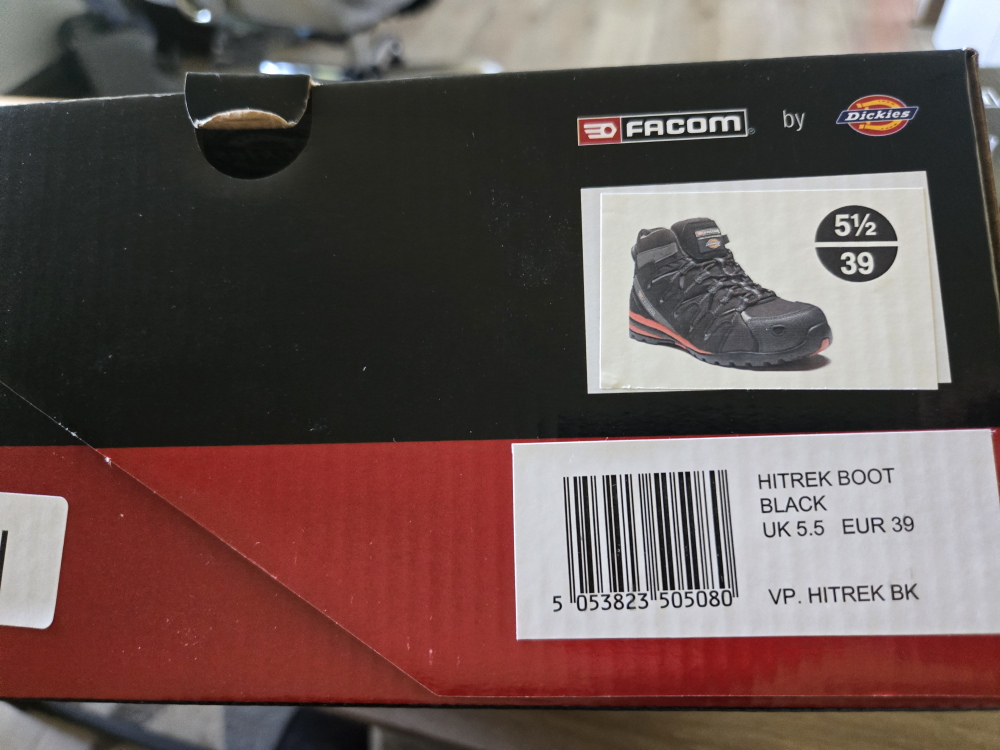 FACOM by Dickies
5½
39
HITREK BOOT
BLACK
UK 5.5 EUR 39
5 053823 505080
VP. HITREK BK